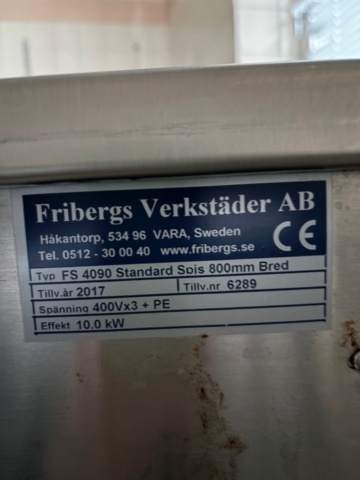 Fribergs Verkstäder AB
Håkantorp, 534 96 VARA, Sweden
Tel. 0512 - 30 00 40 www.fribergs.se
CE
Typ FS 4090 Standard Spis 800mm Bred
Tillv.år 2017 Tillv.nr 6289
Spänning 400Vx3 + PE
Effekt 10.0 kW